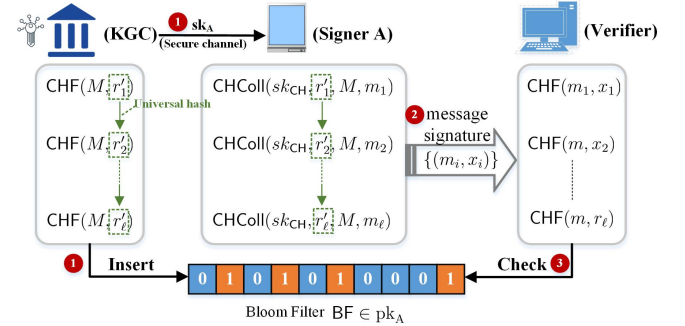 (KGC)
1 sk_A
(Secure channel)
(Signer A)
(Verifier)
CHF(M, r'_1)
Universal hash
CHF(M, r'_2)
CHF(M, r'_ℓ)
CHColl(sk_CH, r'_1, M, m_1)
CHColl(sk_CH, r'_2, M, m_2)
CHColl(sk_CH, r'_ℓ, M, m_ℓ)
2 message
signature
{(m_i, x_i)}
CHF(m_1, x_1)
CHF(m, x_2)
CHF(m, r_ℓ)
1 Insert
Check 3
0 1 0 1 0 1 0 0 0 1
Bloom Filter BF ∈ pk_A